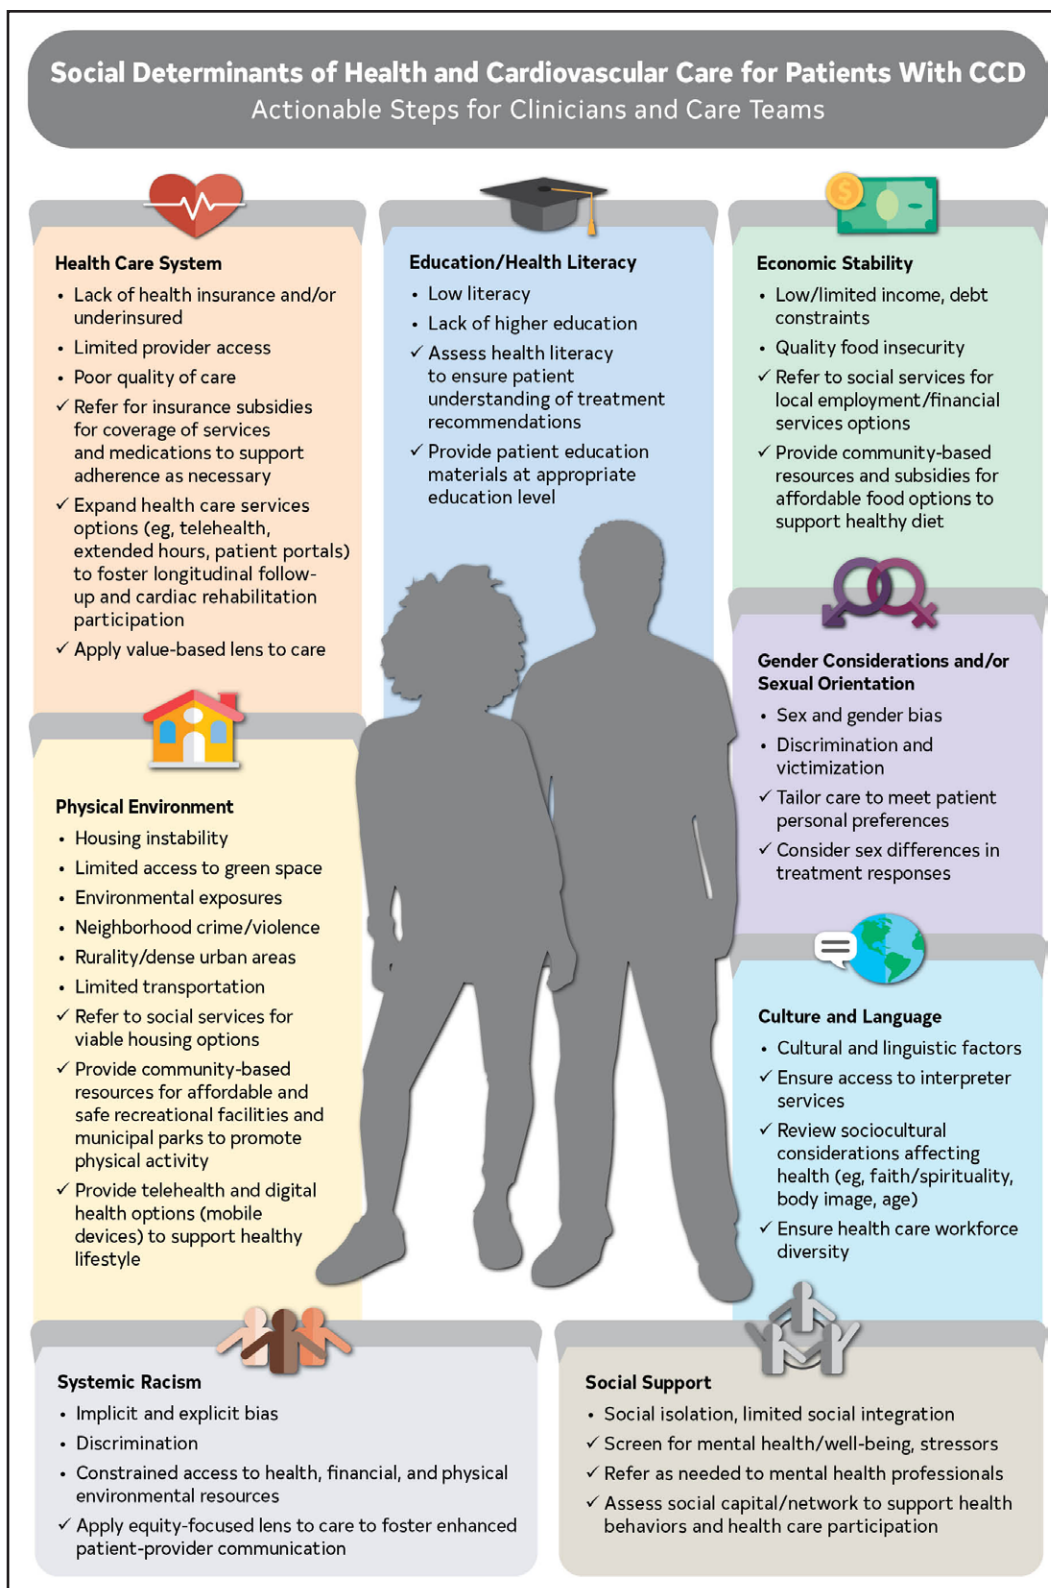 Social Determinants of Health and Cardiovascular Care for Patients With CCD
Actionable Steps for Clinicians and Care Teams
Health Care System
• Lack of health insurance and/or
underinsured
• Limited provider access
• Poor quality of care
✓ Refer for insurance subsidies
for coverage of services
and medications to support
adherence as necessary
✓ Expand health care services
options (eg, telehealth,
extended hours, patient portals)
to foster longitudinal follow-
up and cardiac rehabilitation
participation
✓ Apply value-based lens to care
Education/Health Literacy
• Low literacy
• Lack of higher education
✓ Assess health literacy
to ensure patient
understanding of treatment
recommendations
✓ Provide patient education
materials at appropriate
education level
$
Economic Stability
• Low/limited income, debt
constraints
• Quality food insecurity
✓ Refer to social services for
local employment/financial
services options
✓ Provide community-based
resources and subsidies for
affordable food options to
support healthy diet
Gender Considerations and/or
Sexual Orientation
• Sex and gender bias
• Discrimination and
victimization
✓ Tailor care to meet patient
personal preferences
✓ Consider sex differences in
treatment responses
Physical Environment
• Housing instability
• Limited access to green space
• Environmental exposures
• Neighborhood crime/violence
• Rurality/dense urban areas
• Limited transportation
✓ Refer to social services for
viable housing options
✓ Provide community-based
resources for affordable and
safe recreational facilities and
municipal parks to promote
physical activity
✓ Provide telehealth and digital
health options (mobile
devices) to support healthy
lifestyle
Culture and Language
• Cultural and linguistic factors
✓ Ensure access to interpreter
services
✓ Review sociocultural
considerations affecting
health (eg, faith/spirituality,
body image, age)
✓ Ensure health care workforce
diversity
Systemic Racism
• Implicit and explicit bias
• Discrimination
• Constrained access to health, financial, and physical
environmental resources
✓ Apply equity-focused lens to care to foster enhanced
patient-provider communication
Social Support
• Social isolation, limited social integration
✓ Screen for mental health/well-being, stressors
✓ Refer as needed to mental health professionals
✓ Assess social capital/network to support health
behaviors and health care participation